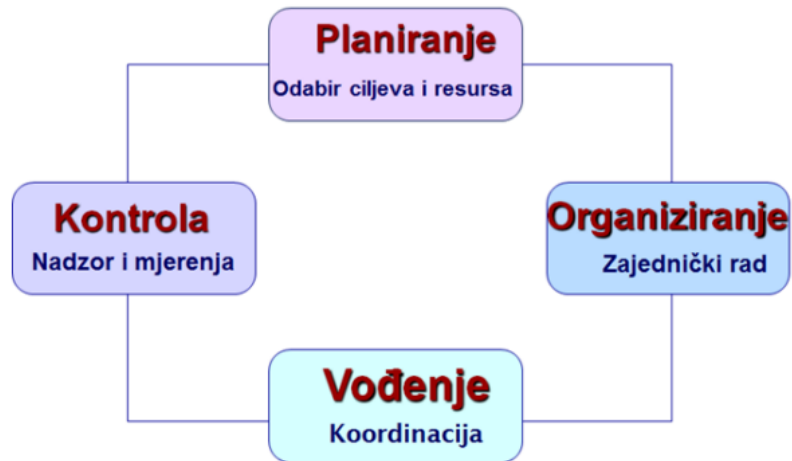 Planiranje
Odabir ciljeva i resursa
Kontrola
Nadzor i mjerenja
Organiziranje
Zajednički rad
Vođenje
Koordinacija